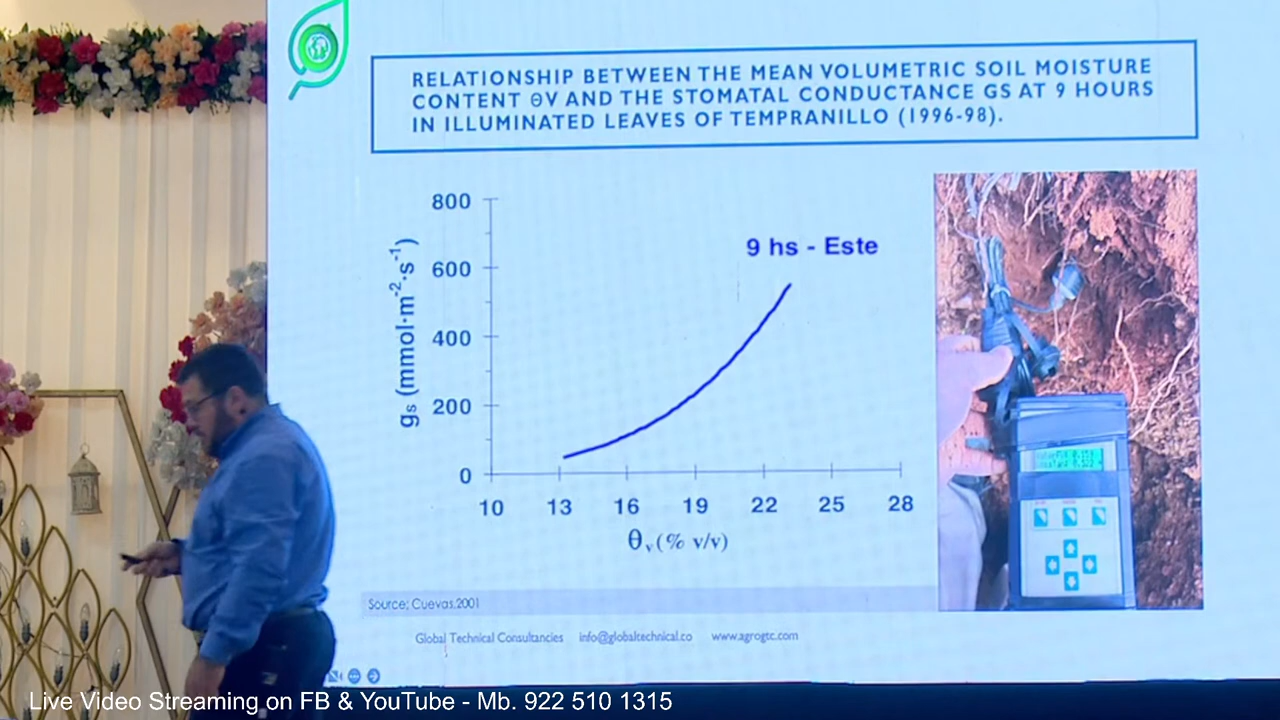 RELATIONSHIP BETWEEN THE MEAN VOLUMETRIC SOIL MOISTURE
CONTENT ΘV AND THE STOMATAL CONDUCTANCE GS AT 9 HOURS
IN ILLUMINATED LEAVES OF TEMPRANILLO (1996-98).
800
600
400
200
0
gs (mmol·m⁻²·s⁻¹)
9 hs - Este
10 13 16 19 22 25 28
θv (% v/v)
Source; Cuevas.2001
Global Technical Consultancies info@globaltechnical.co www.agrogtc.com
Live Video Streaming on FB & YouTube - Mb. 922 510 1315